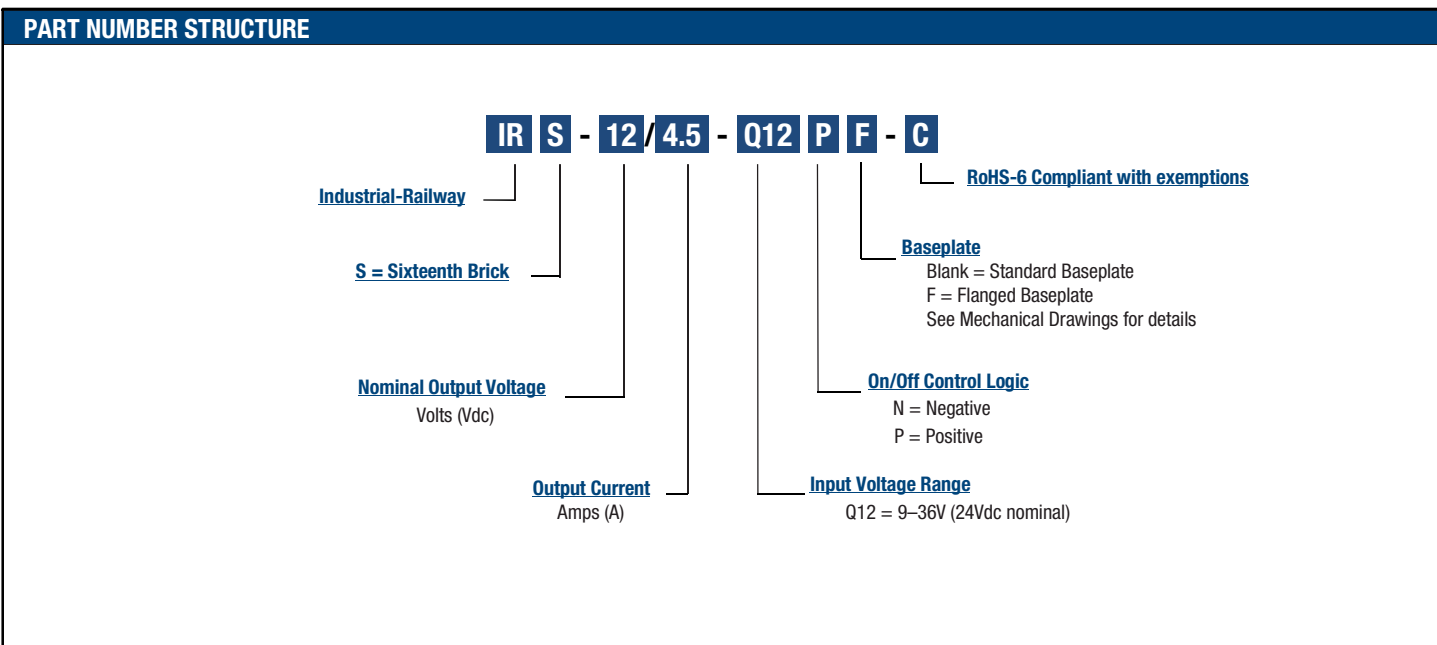 PART NUMBER STRUCTURE
IR S - 12 / 4.5 - Q12 P F - C
RoHS-6 Compliant with exemptions
Industrial-Railway
Baseplate
Blank = Standard Baseplate
F = Flanged Baseplate
See Mechanical Drawings for details
S = Sixteenth Brick
On/Off Control Logic
N = Negative
P = Positive
Nominal Output Voltage
Volts (Vdc)
Input Voltage Range
Q12 = 9–36V (24Vdc nominal)
Output Current
Amps (A)